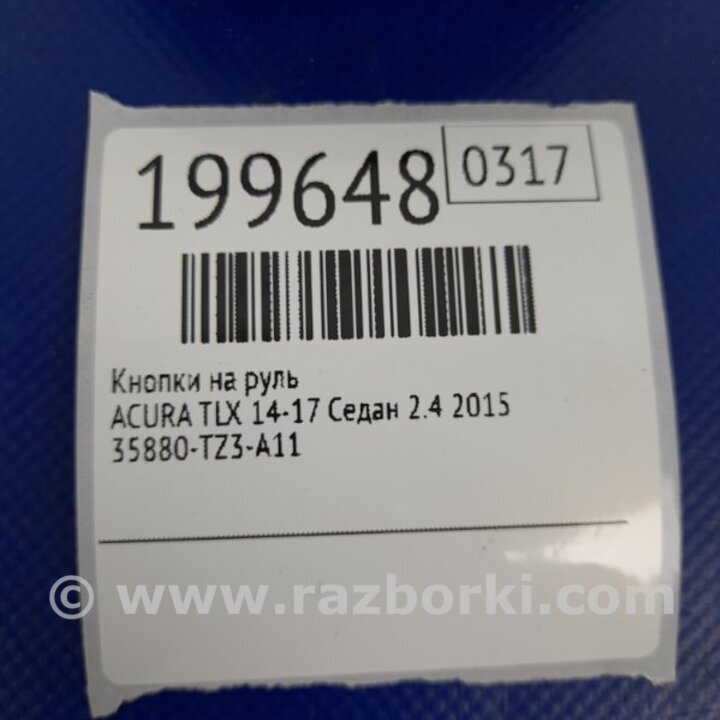 199648
0317
Кнопки на руль
ACURA TLX 14-17 Седан 2.4 2015
35880-TZ3-A11
© www.razborki.com